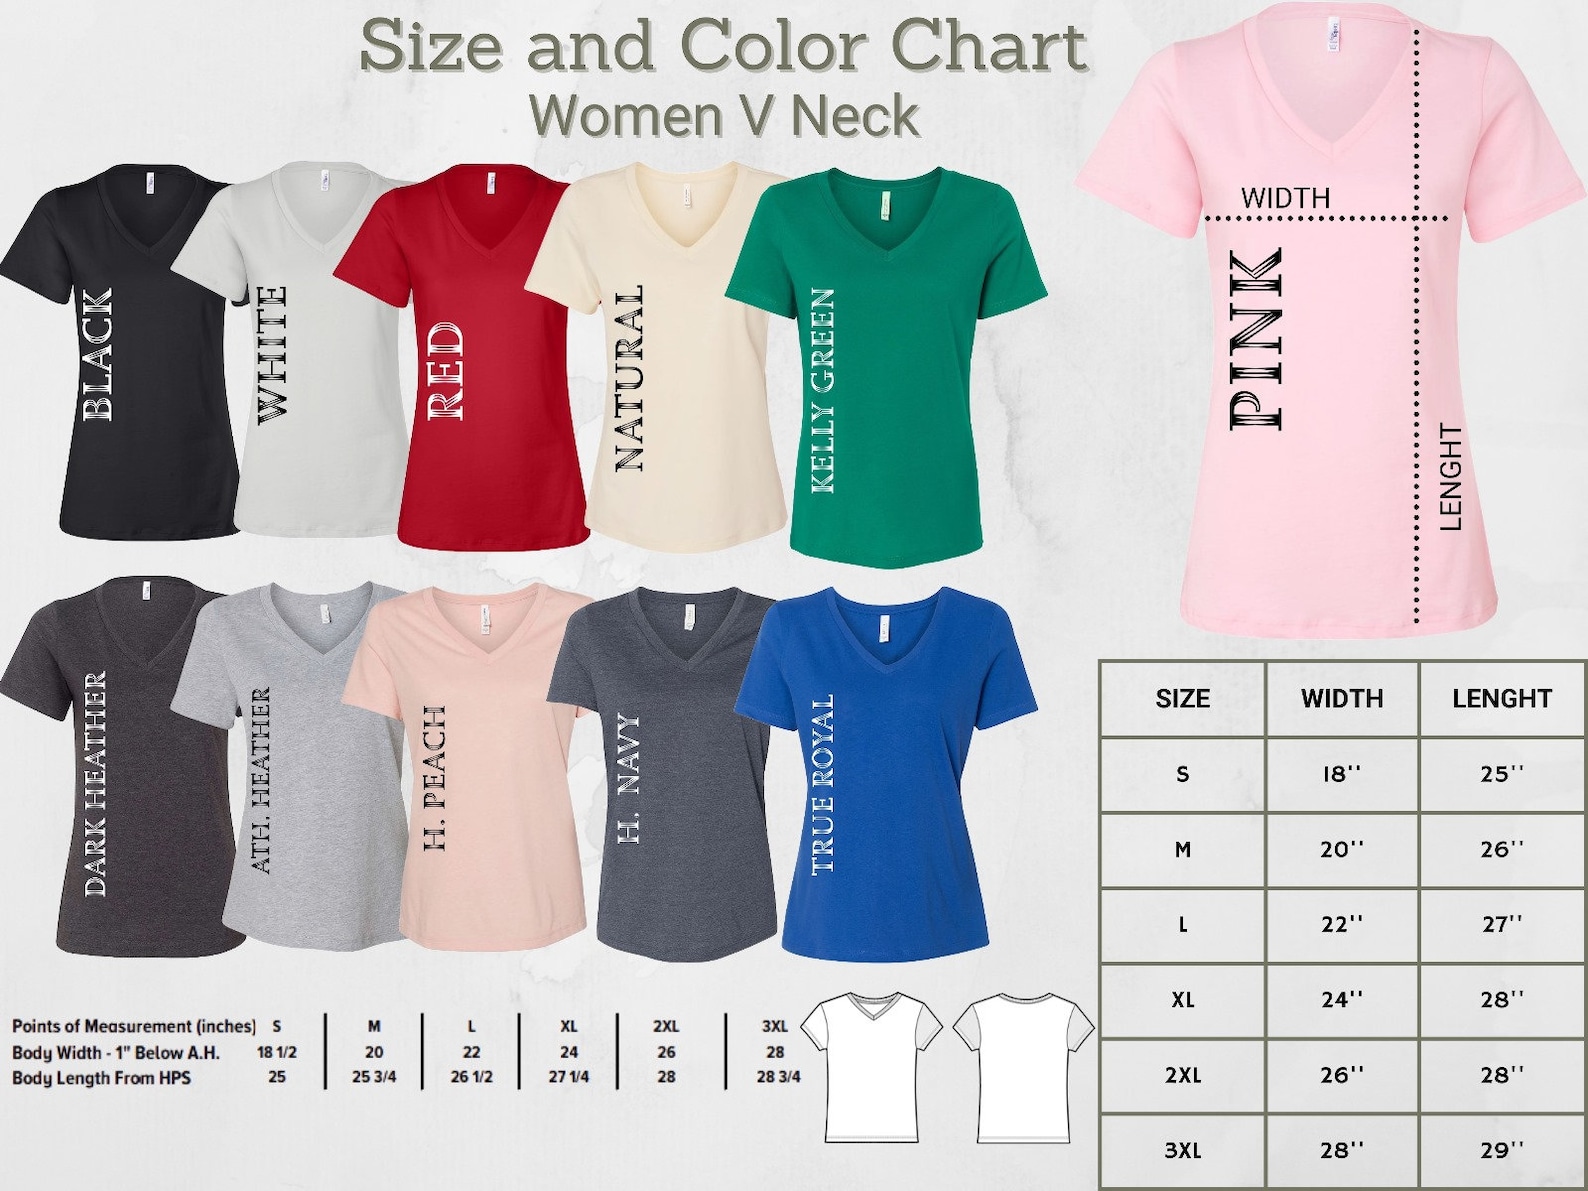 Size and Color Chart
Women V Neck
BLACK
WHITE
RED
NATURAL
KELLY GREEN
WIDTH
PINK
LENGHT
DARK HEATHER
ATH. HEATHER
H. PEACH
H. NAVY
TRUE ROYAL
SIZE WIDTH LENGHT
S 18'' 25''
M 20'' 26''
L 22'' 27''
XL 24'' 28''
2XL 26'' 28''
3XL 28'' 29''
Points of Measurement (inches) S M L XL 2XL 3XL
Body Width - 1" Below A.H. 18 1/2 20 22 24 26 28
Body Length From HPS 25 25 3/4 26 1/2 27 1/4 28 28 3/4